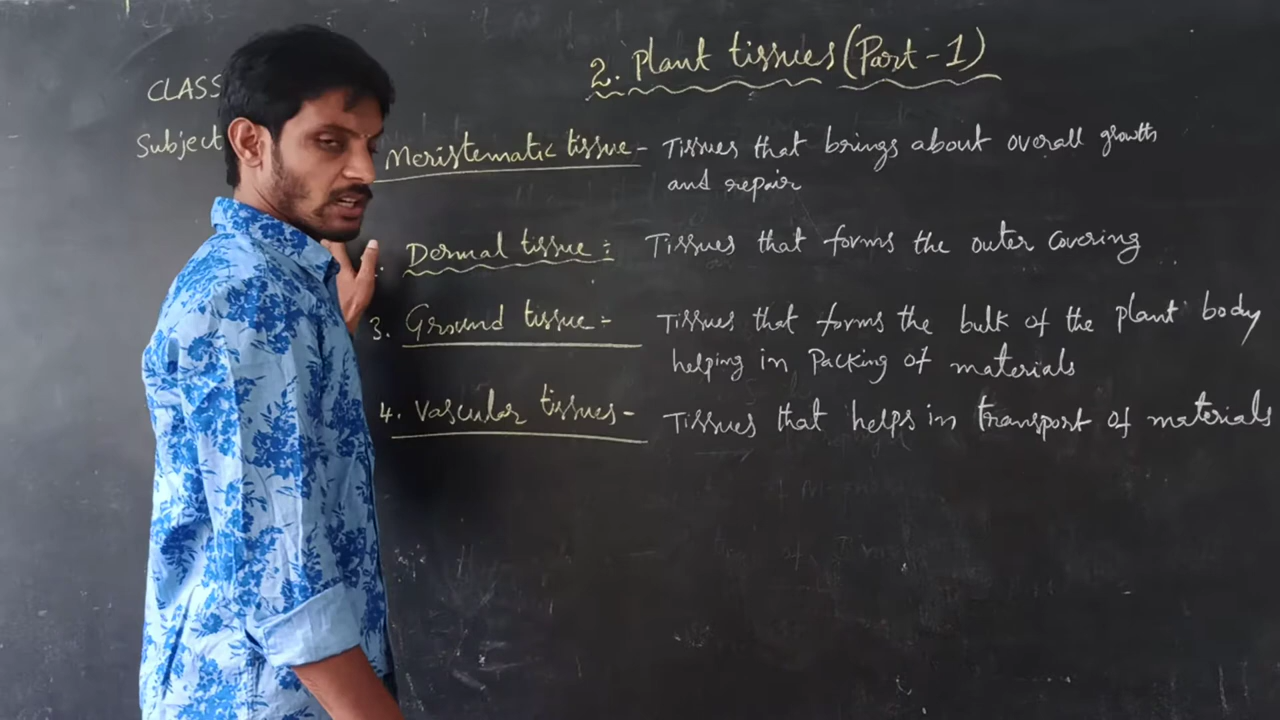 2. Plant tissues (Part-1)
CLASS
Subject
Meristematic tissue - Tissues that brings about overall growth
and repair
Dermal tissue :- Tissues that forms the outer covering
3. Ground tissue :- Tissues that forms the bulk of the plant body
helping in Packing of materials
4. Vascular tissues - Tissues that helps in transport of materials